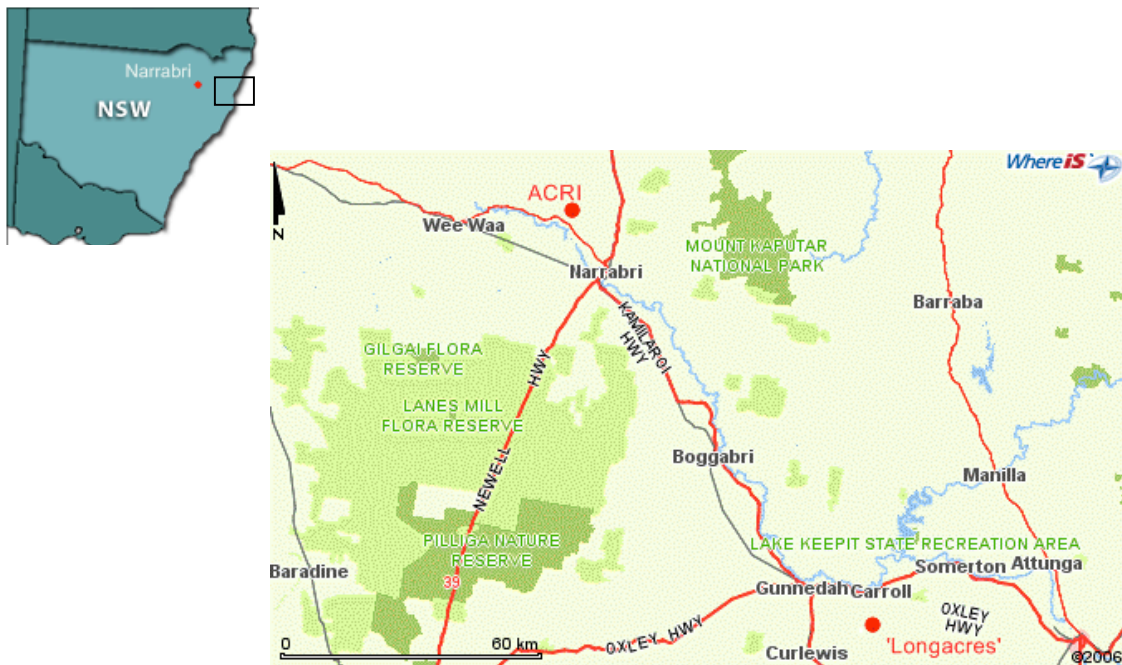 Narrabri
NSW
WhereiS
N
ACRI
Wee Waa
MOUNT KAPUTAR
NATIONAL PARK
Narrabri
Barraba
KAMILAROI
HWY
GILGAI FLORA
RESERVE
HWY
LANES MILL
FLORA RESERVE
NEWELL
Boggabri
Manilla
PILLIGA NATURE
RESERVE
LAKE KEEPIT STATE RECREATION AREA
Baradine
39
Somerton
Attunga
Gunnedah
Carroll
OXLEY
HWY
0
60 km
OXLEY HWY
Curlewis
'Longacres'
©2006